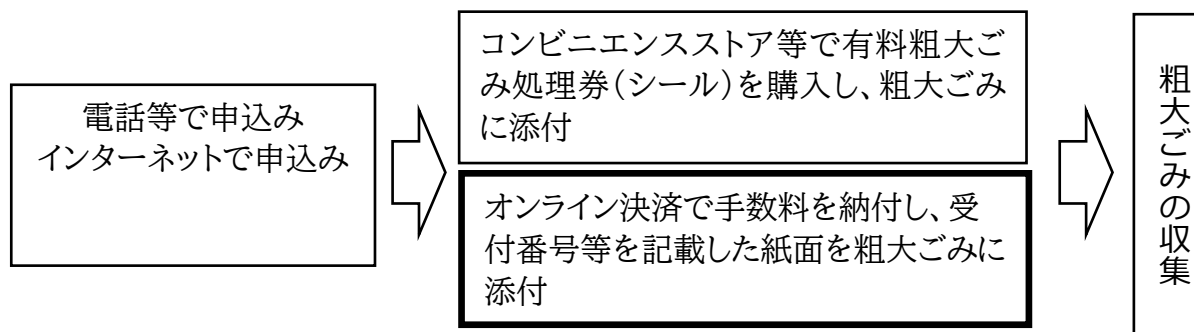 電話等で申込み
インターネットで申込み
コンビニエンスストア等で有料粗大ご
み処理券(シール)を購入し、粗大ごみ
に添付
オンライン決済で手数料を納付し、受
付番号等を記載した紙面を粗大ごみに
添付
粗大ごみの収集